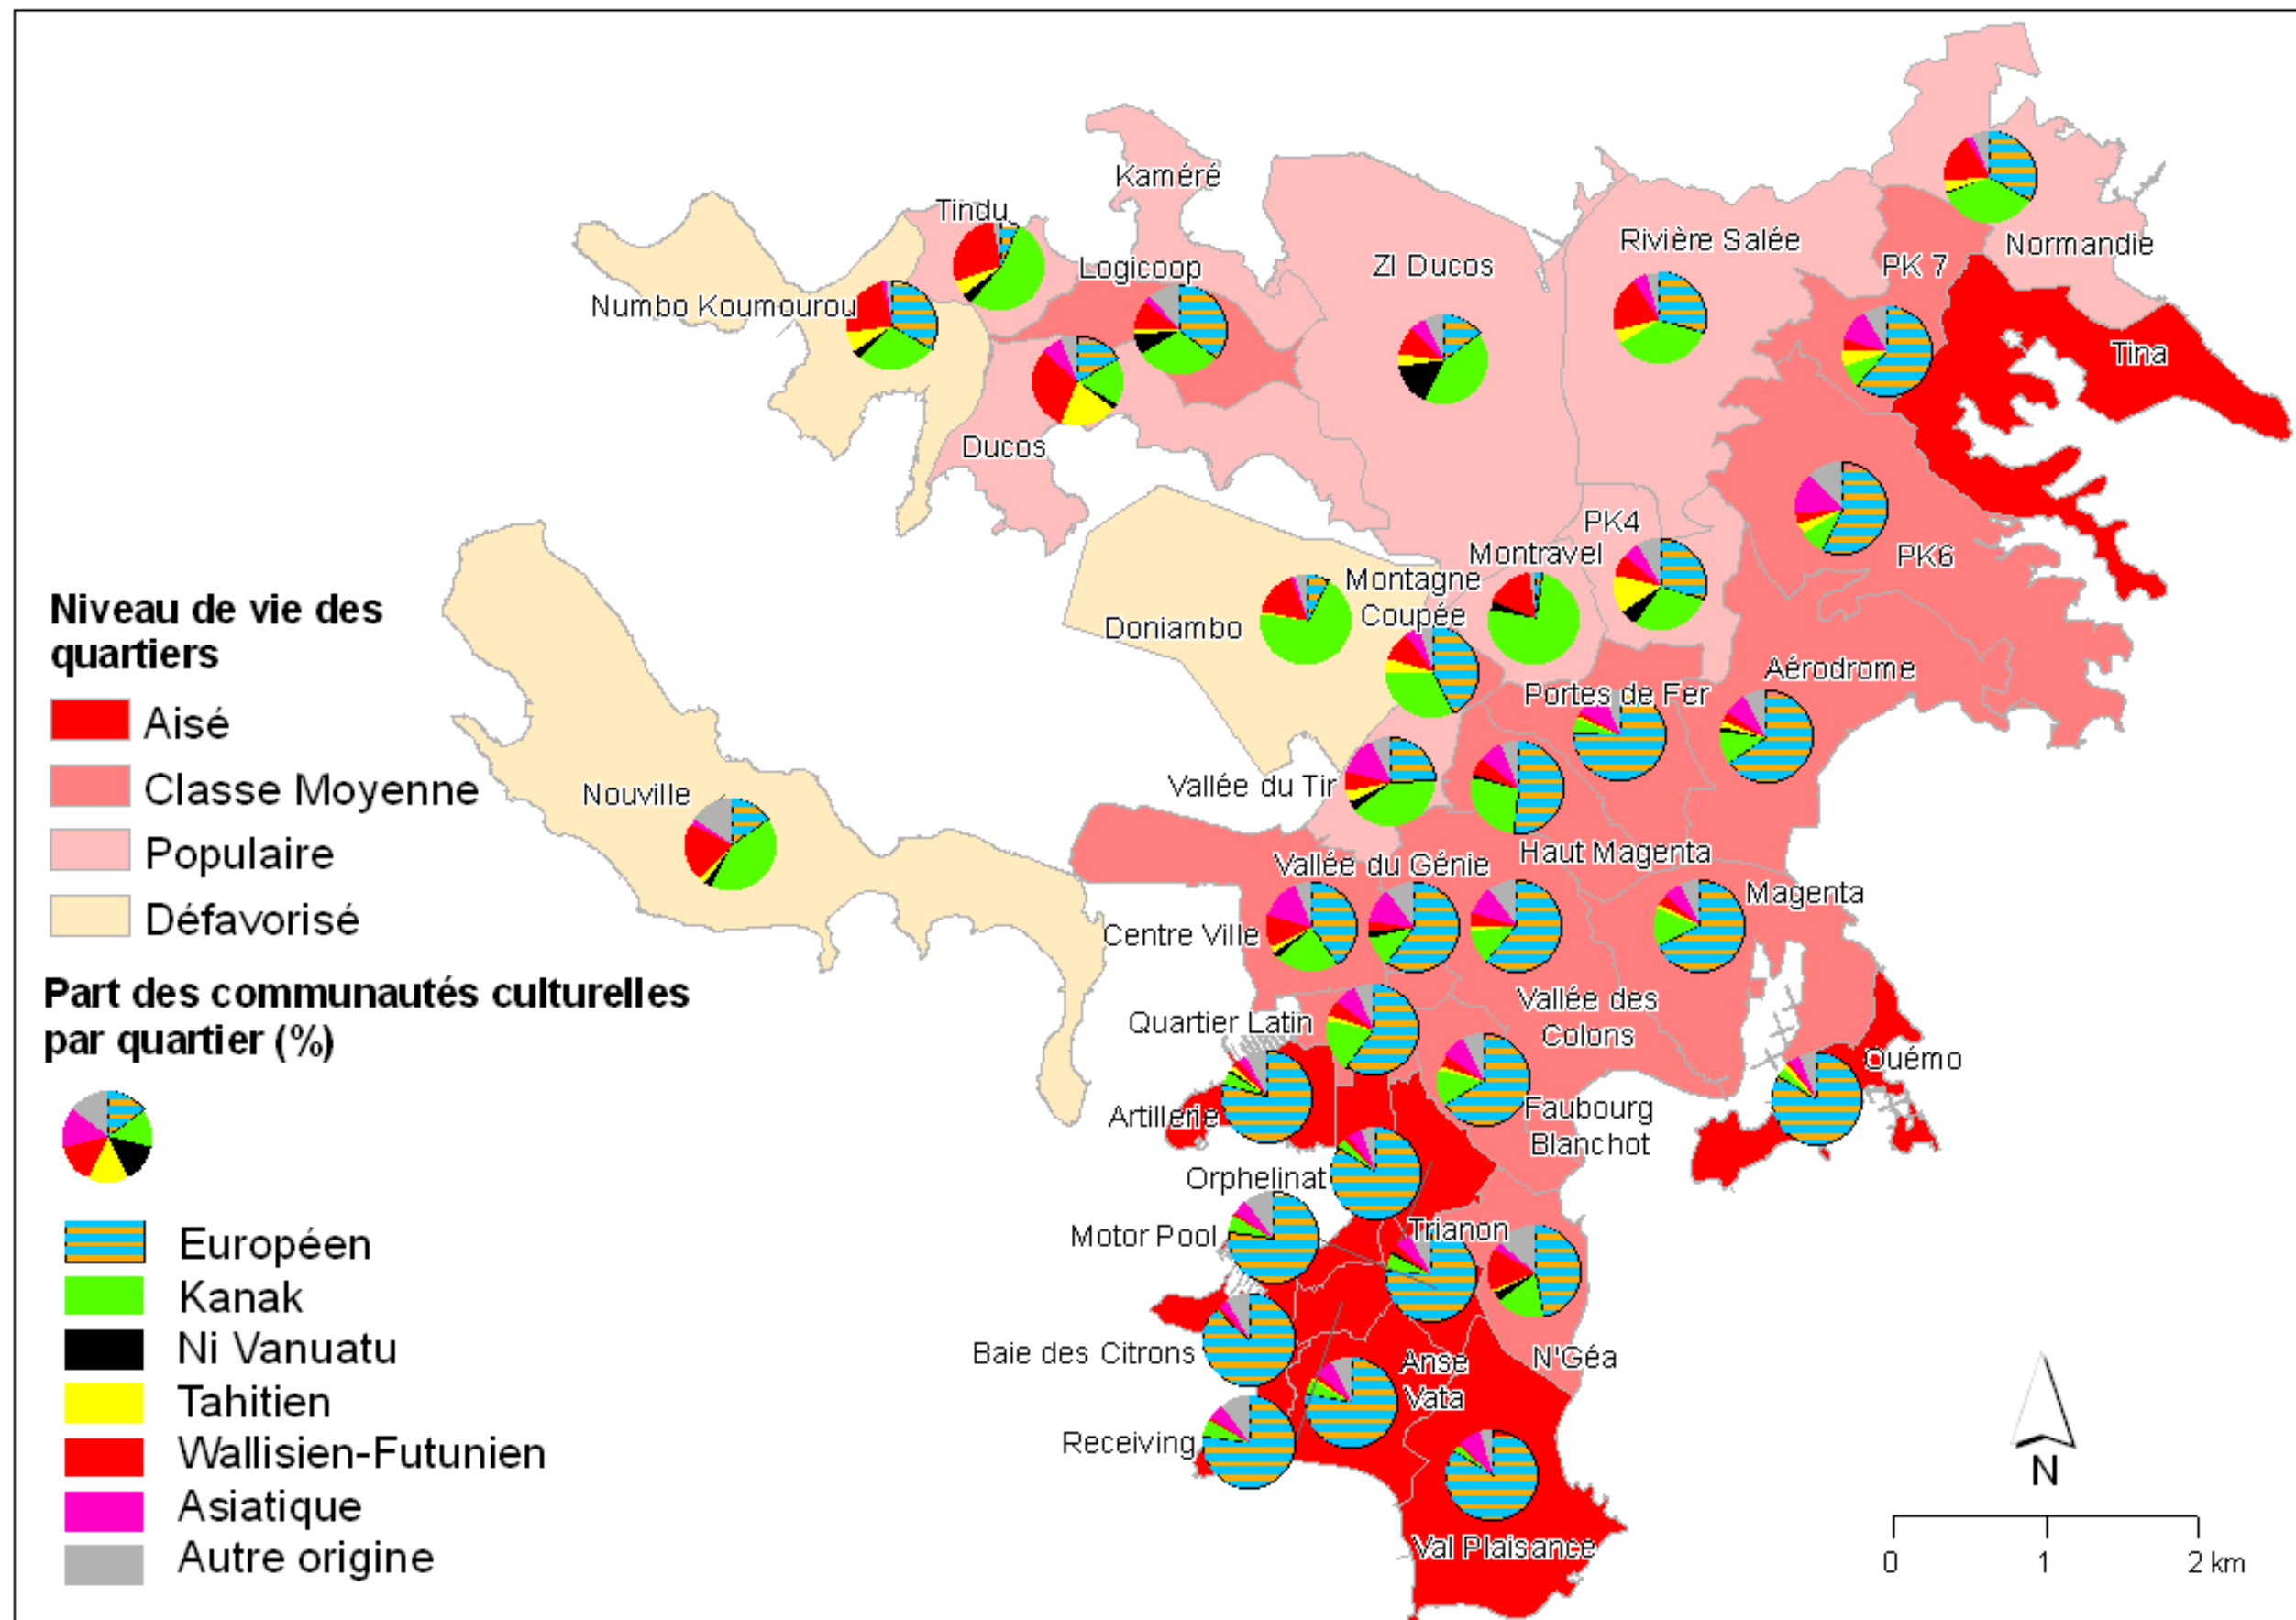 Kaméré
Tindu
Logicoop
ZI Ducos
Rivière Salée
PK 7
Normandie
Numbo Koumourou
Tina
Ducos
PK4
Montravel
PK6
Montagne
Coupée
Doniambo
Portes de Fer
Aérodrome
Vallée du Tir
Nouville
Vallée du Génie
Haut Magenta
Magenta
Centre Ville
Vallée des
Colons
Quartier Latin
Ouémo
Artillerie
Faubourg
Blanchot
Orphelinat
Motor Pool
Trianon
Baie des Citrons
Anse
Vata
N'Géa
Receiving
Val Plaisance
Niveau de vie des
quartiers
Aisé
Classe Moyenne
Populaire
Défavorisé
Part des communautés culturelles
par quartier (%)
Européen
Kanak
Ni Vanuatu
Tahitien
Wallisien-Futunien
Asiatique
Autre origine
N
0 1 2 km